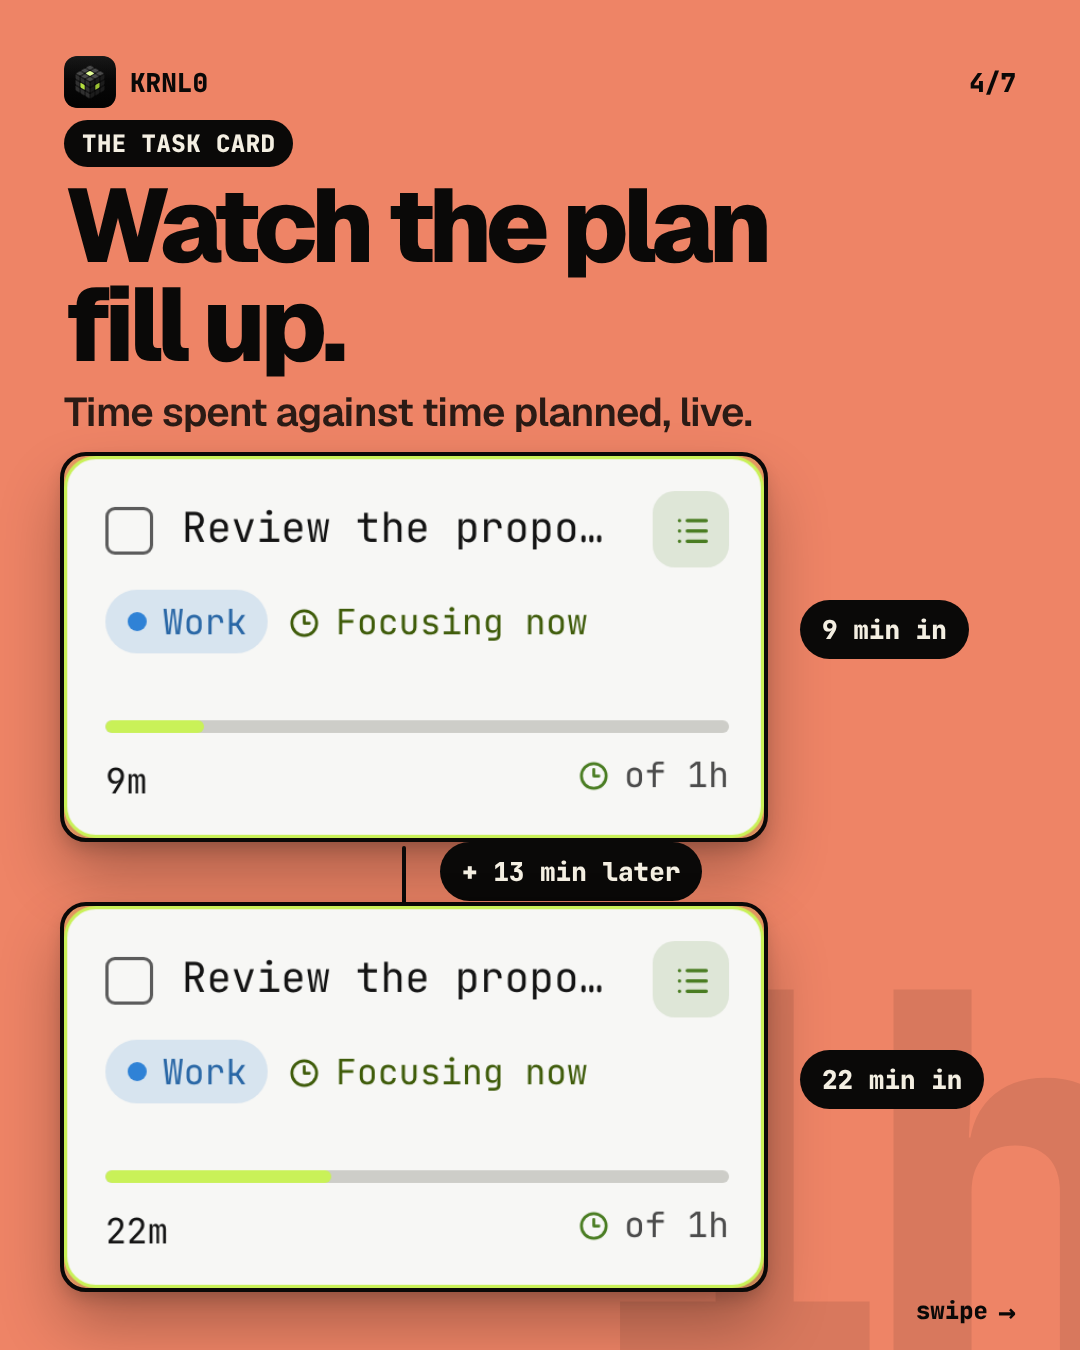 KRNL0
4/7
THE TASK CARD
Watch the plan
fill up.
Time spent against time planned, live.
Review the propo…
Work
Focusing now
9 min in
9m
of 1h
+ 13 min later
Review the propo…
Work
Focusing now
22 min in
22m
of 1h
1h
swipe →